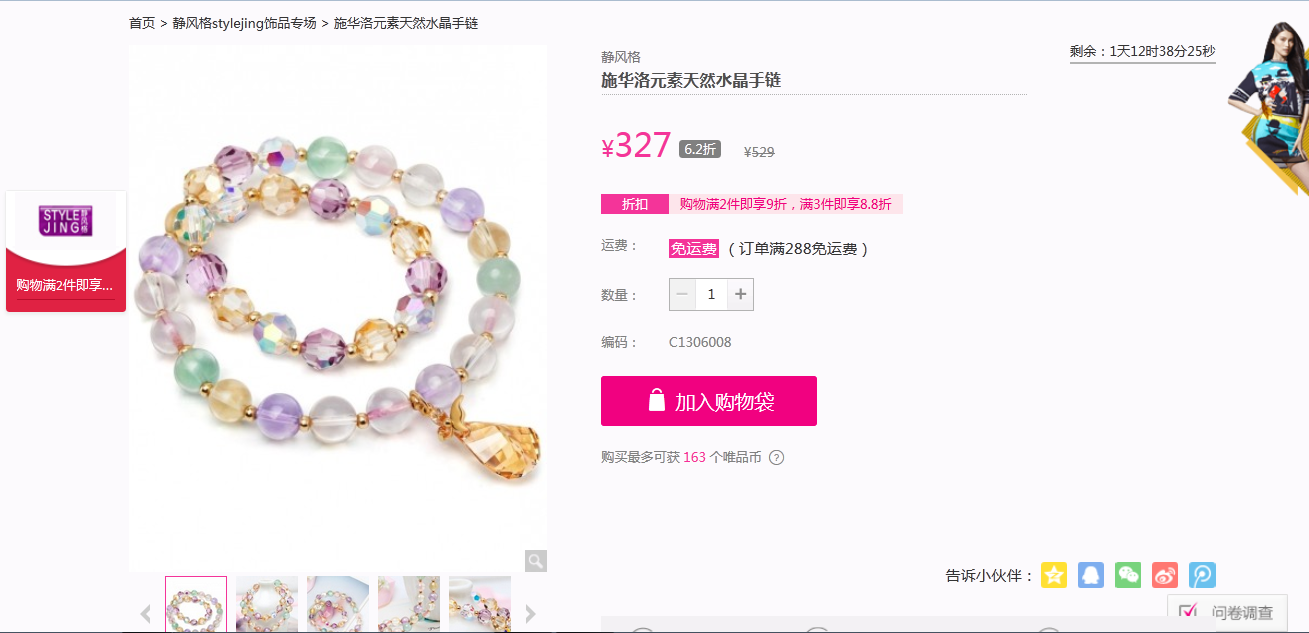 首页 > 静风格stylejing饰品专场 > 施华洛元素天然水晶手链
静风格
剩余：1天12时38分25秒
施华洛元素天然水晶手链
¥327 6.2折 ¥529
折扣 购物满2件即享9折，满3件即享8.8折
STYLE
JING
静风格
购物满2件即享...
运费： 免运费 ( 订单满288免运费 )
数量： − 1 +
编码： C1306008
加入购物袋
购买最多可获 163 个唯品币 ?
告诉小伙伴：
问卷调查